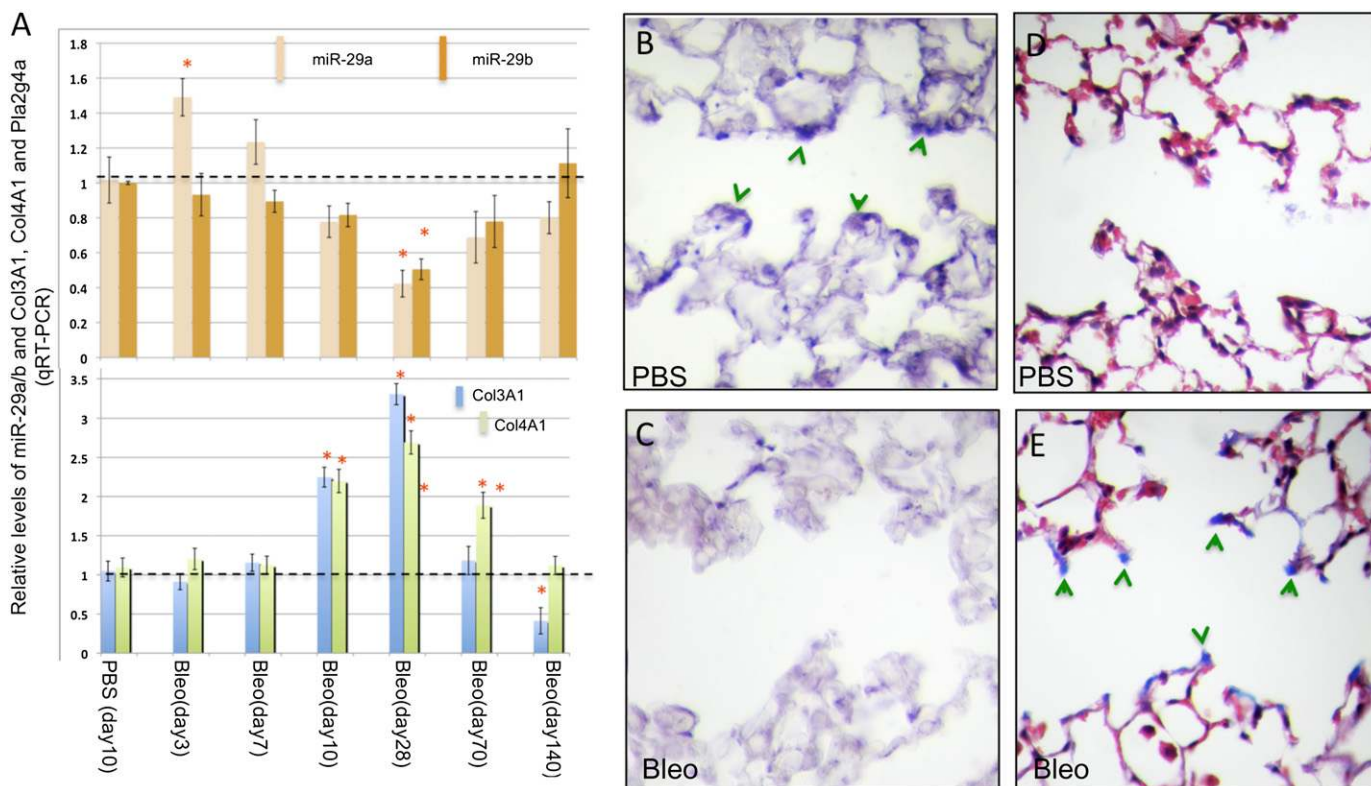 A
Relative levels of miR-29a/b and Col3A1, Col4A1 and Pla2g4a
(qRT-PCR)
miR-29a
miR-29b
*
1.8
1.6
1.4
1.2
1
0.8
* *
0.6
0.4
0.2
0
Col3A1
Col4A1
*
3.5
3
*
2.5
* *
2
*
* *
1.5
1
*
0.5
0
PBS (day10)
Bleo(day3)
Bleo(day7)
Bleo(day10)
Bleo(day28)
Bleo(day70)
Bleo(day140)
B
PBS
C
Bleo
D
PBS
E
Bleo